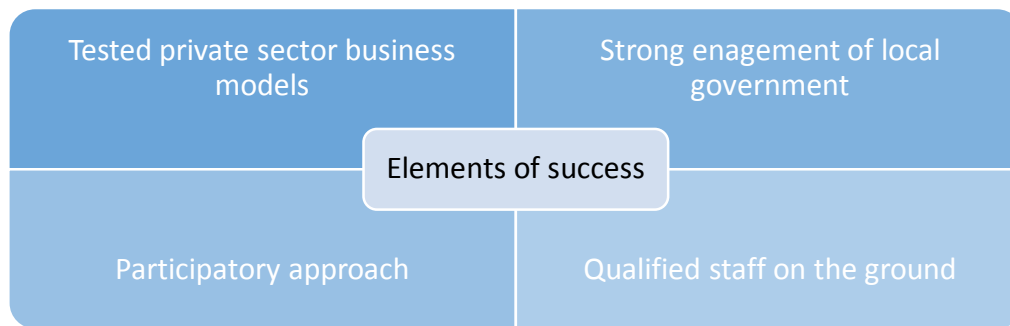 Tested private sector business
models
Strong enagement of local
government
Elements of success
Participatory approach
Qualified staff on the ground